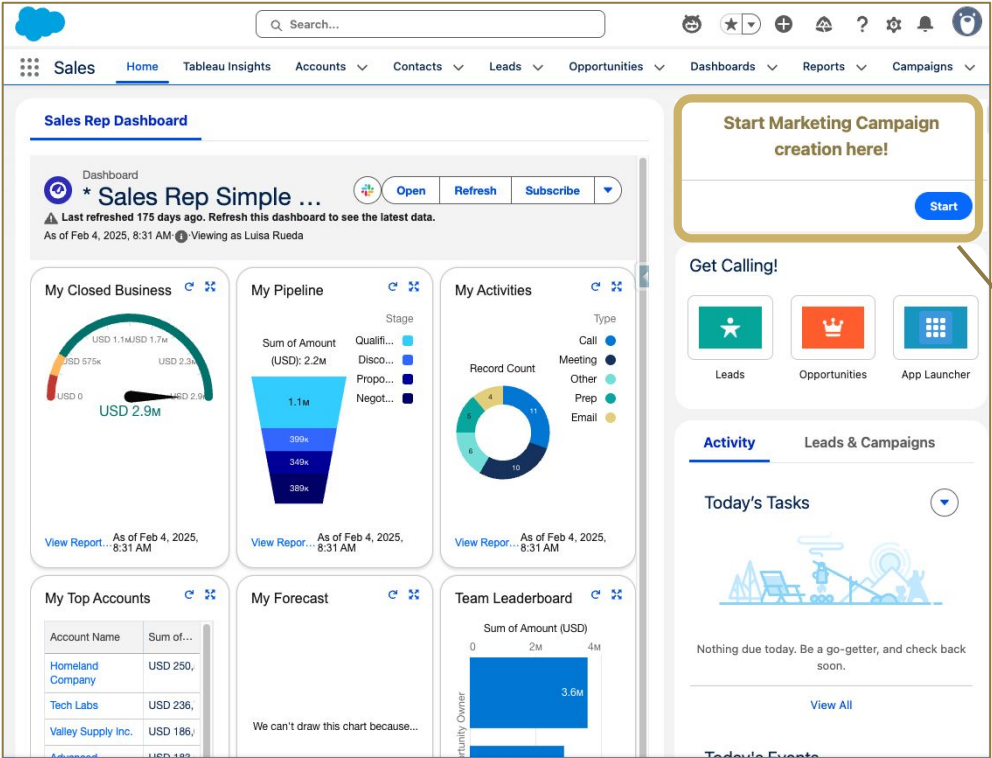 Search...
Sales
Home
Tableau Insights
Accounts
Contacts
Leads
Opportunities
Dashboards
Reports
Campaigns
Sales Rep Dashboard
Dashboard
* Sales Rep Simple ...
Open
Refresh
Subscribe
Last refreshed 175 days ago. Refresh this dashboard to see the latest data.
As of Feb 4, 2025, 8:31 AM·Viewing as Luisa Rueda
My Closed Business
USD 0
USD 575K
USD 1.1M
USD 1.7M
USD 2.3M
USD 2.9M
USD 2.9M
View Report...
As of Feb 4, 2025,
8:31 AM
My Pipeline
Stage
Sum of Amount
(USD): 2.2M
Qualifi...
Disco...
Propo...
Negot...
1.1M
399K
349K
389K
View Repor...
As of Feb 4, 2025,
8:31 AM
My Activities
Type
Record Count
Call
Meeting
Other
Prep
Email
4
11
5
6
10
View Repor...
As of Feb 4, 2025,
8:31 AM
My Top Accounts
Account Name
Sum of...
Homeland
Company
USD 250,
Tech Labs
USD 236,
Valley Supply Inc.
USD 186,
Advanced
USD 183
My Forecast
We can't draw this chart because...
Team Leaderboard
Sum of Amount (USD)
0
2M
4M
3.6M
Owner
Start Marketing Campaign
creation here!
Start
Get Calling!
Leads
Opportunities
App Launcher
Activity
Leads & Campaigns
Today's Tasks
Nothing due today. Be a go-getter, and check back
soon.
View All
Today's Events